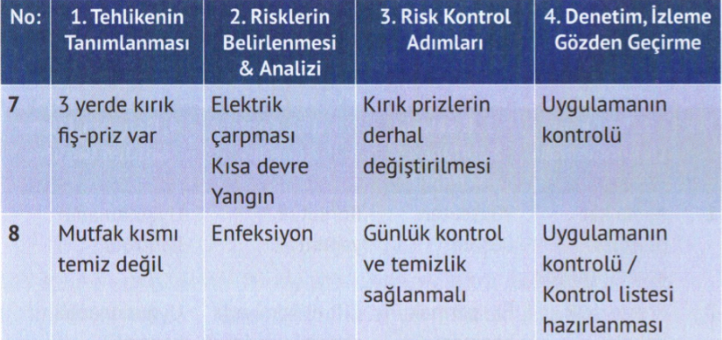 No:
1. Tehlikenin
Tanımlanması
2. Risklerin
Belirlenmesi
& Analizi
3. Risk Kontrol
Adımları
4. Denetim, İzleme
Gözden Geçirme
7
3 yerde kırık
fiş-priz var
Elektrik
çarpması
Kısa devre
Yangın
Kırık prizlerin
derhal
değiştirilmesi
Uygulamanın
kontrolü
8
Mutfak kısmı
temiz değil
Enfeksiyon
Günlük kontrol
ve temizlik
sağlanmalı
Uygulamanın
kontrolü /
Kontrol listesi
hazırlanması